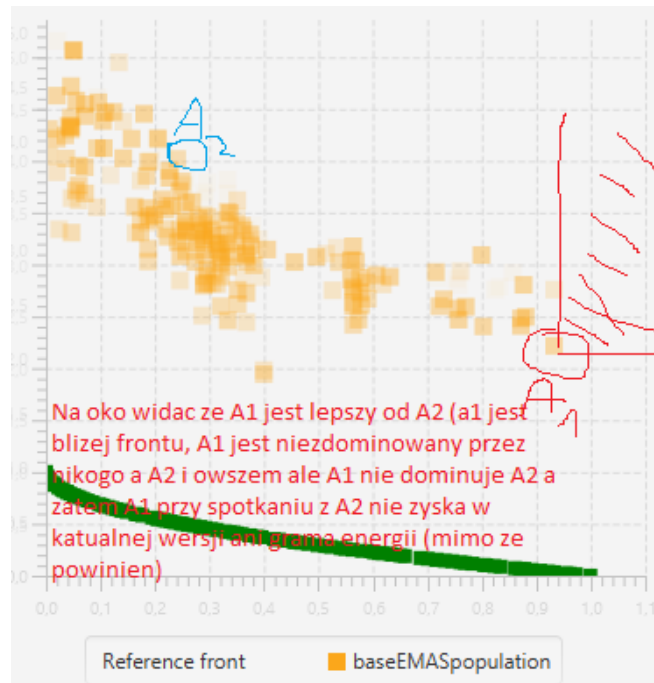 A2
A1
Na oko widac ze A1 jest lepszy od A2 (a1 jest
blizej frontu, A1 jest niezdominowany przez
nikogo a A2 i owszem ale A1 nie dominuje A2 a
zatem A1 przy spotkaniu z A2 nie zyska w
katualnej wersji ani grama energii (mimo ze
powinien)
0,0 0,1 0,2 0,3 0,4 0,5 0,6 0,7 0,8 0,9 1,0 1,1
Reference front baseEMASpopulation